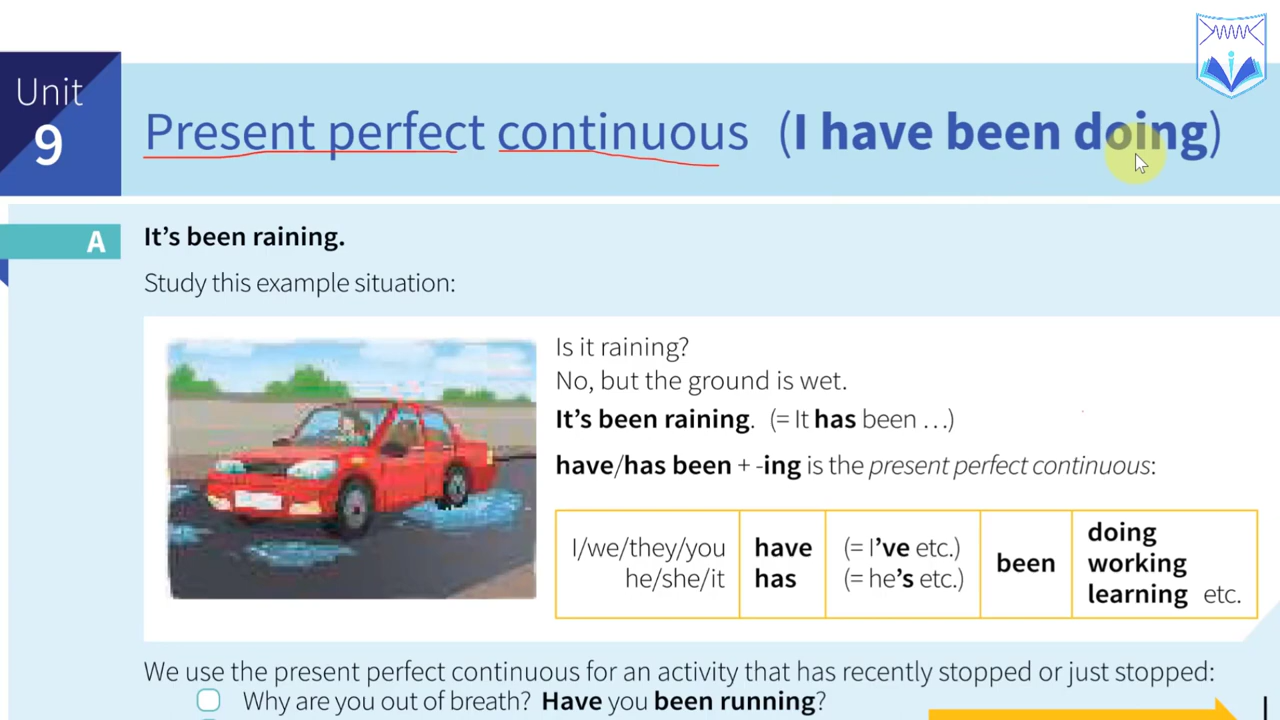 Unit
9
Present perfect continuous (I have been doing)
A
It's been raining.
Study this example situation:
Is it raining?
No, but the ground is wet.
It's been raining. (= It has been …)
have/has been + -ing is the present perfect continuous:
I/we/they/you have (= I've etc.) been doing
he/she/it has (= he's etc.) working
learning etc.
We use the present perfect continuous for an activity that has recently stopped or just stopped:
Why are you out of breath? Have you been running?